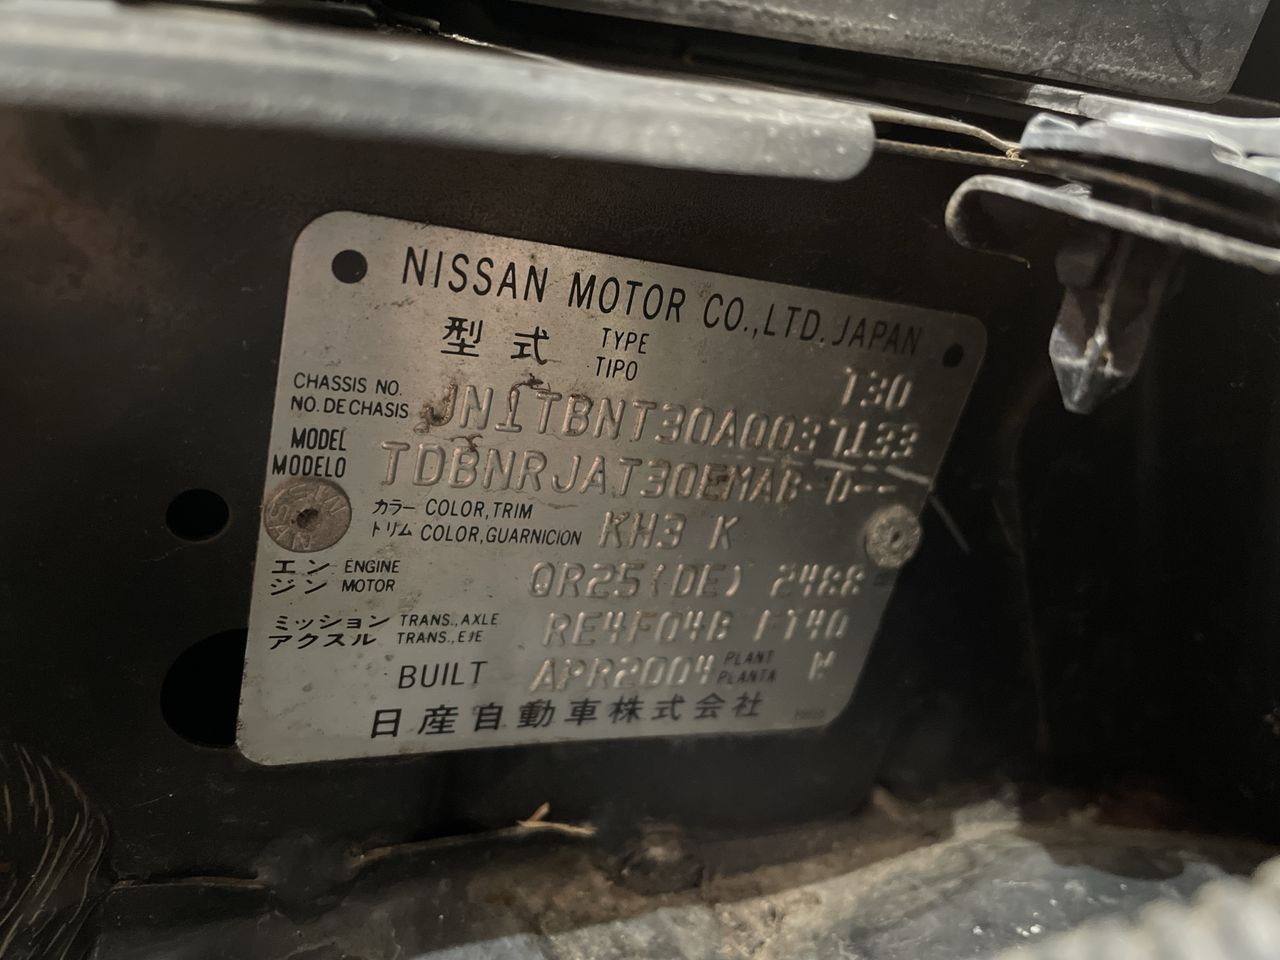 NISSAN MOTOR CO.,LTD. JAPAN
型式 TYPE TIPO T30
CHASSIS NO. NO. DE CHASIS JN1TBNT30A0037133
MODEL MODELO TDBNRJAT30EMAB-D--
カラー COLOR,TRIM トリム COLOR,GUARNICION KH3 K
エンジン ENGINE MOTOR QR25(DE) 2488
ミッション TRANS.,AXLE アクスル TRANS.,EJE RE4F04B FT40
BUILT APR2004 PLANT PLANTA
日産自動車株式会社